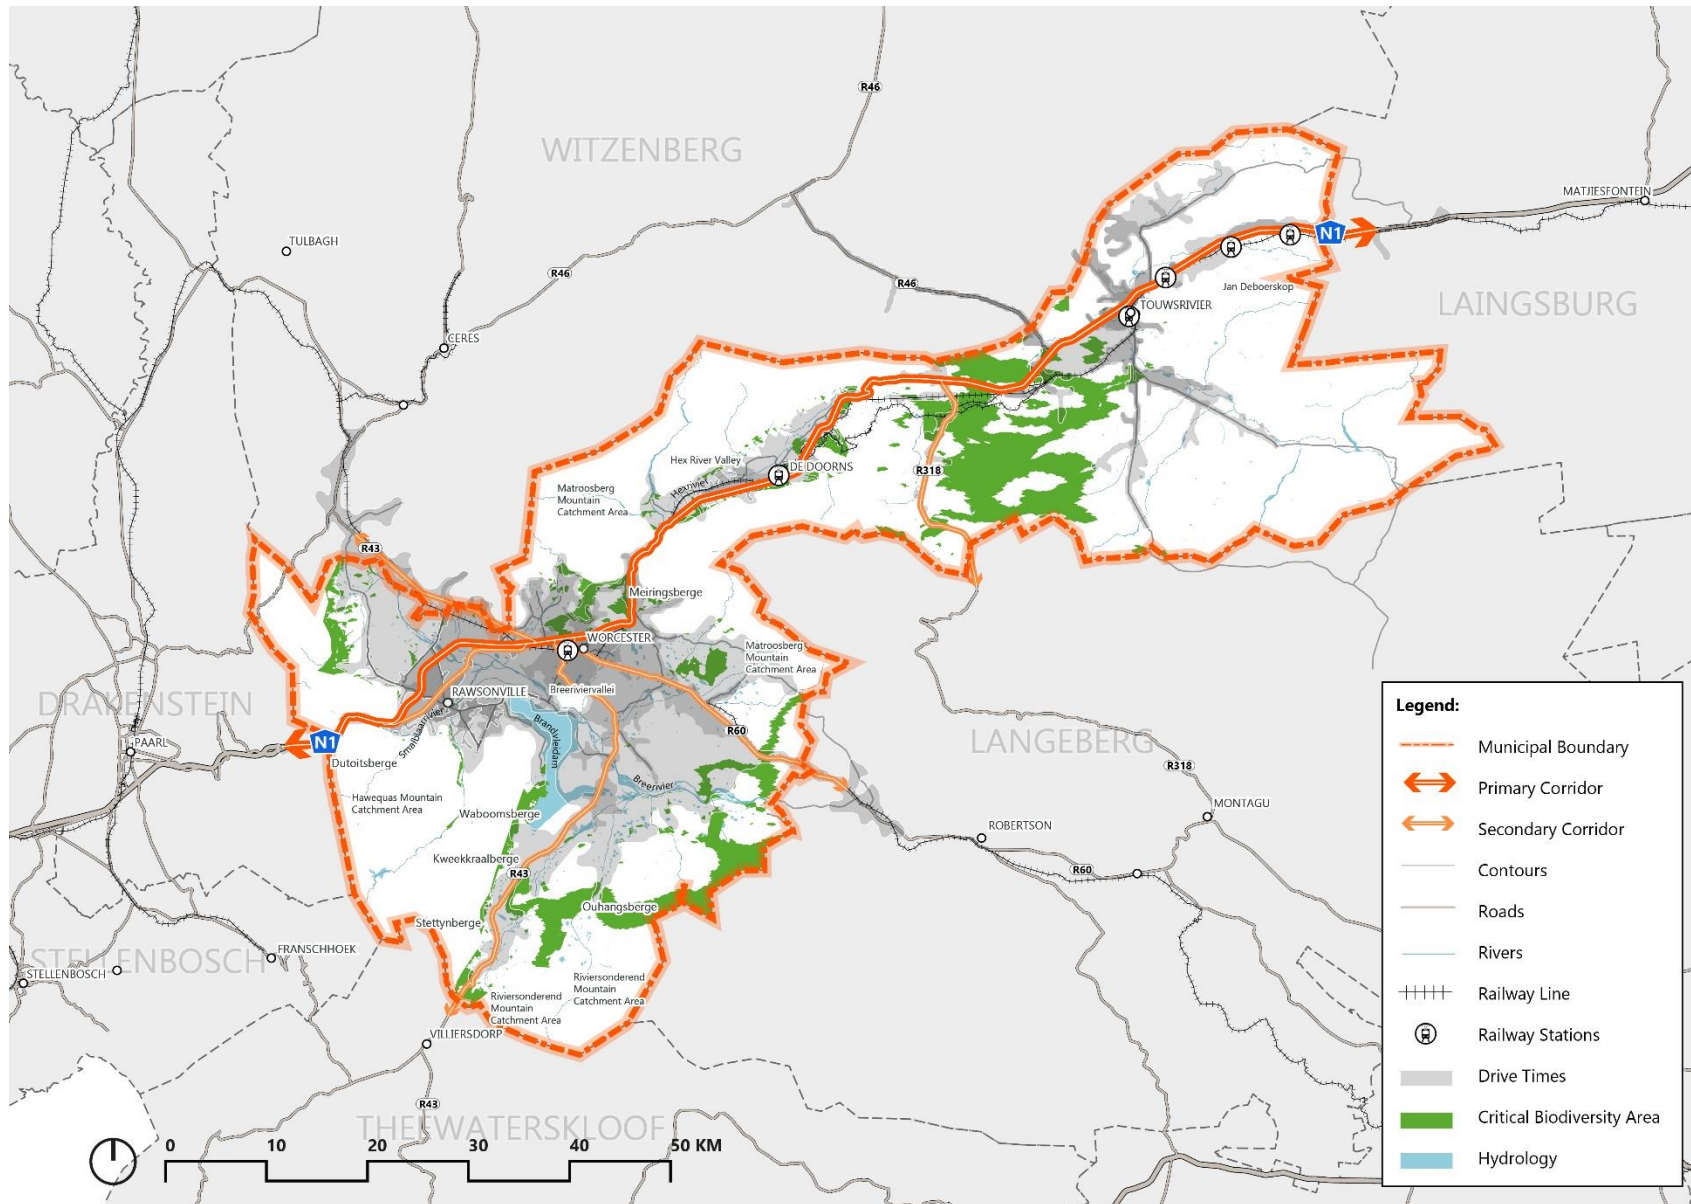 R46
WITZENBERG
MATJIESFONTEIN
N1
TULBAGH
R46
R46
Jan Deboerskop
TOUWSRIVIER
LAINGSBURG
CERES
Hex River Valley
DE DOORNS
R318
Hexrivier
Matroosberg
Mountain
Catchment Area
R43
Meiringsberge
WORCESTER
Matroosberg
Mountain
Catchment Area
DRAKENSTEIN
RAWSONVILLE
Breeriviervallei
Smalblaarrivier
Brandvleidam
R60
LANGEBERG
N1
PAARL
Dutoitsberge
R318
Breerivier
Hawequas Mountain
Catchment Area
Waboomsberge
MONTAGU
ROBERTSON
Kweekkraalberge
R43
R60
Ouhangsberge
Stettynberge
FRANSCHHOEK
STELLENBOSCH
STELLENBOSCH
Riviersonderend
Mountain
Catchment Area
Riviersonderend
Mountain
Catchment Area
VILLIERSDORP
R43
THEEWATERSKLOOF
0 10 20 30 40 50 KM
Legend:
Municipal Boundary
Primary Corridor
Secondary Corridor
Contours
Roads
Rivers
Railway Line
Railway Stations
Drive Times
Critical Biodiversity Area
Hydrology